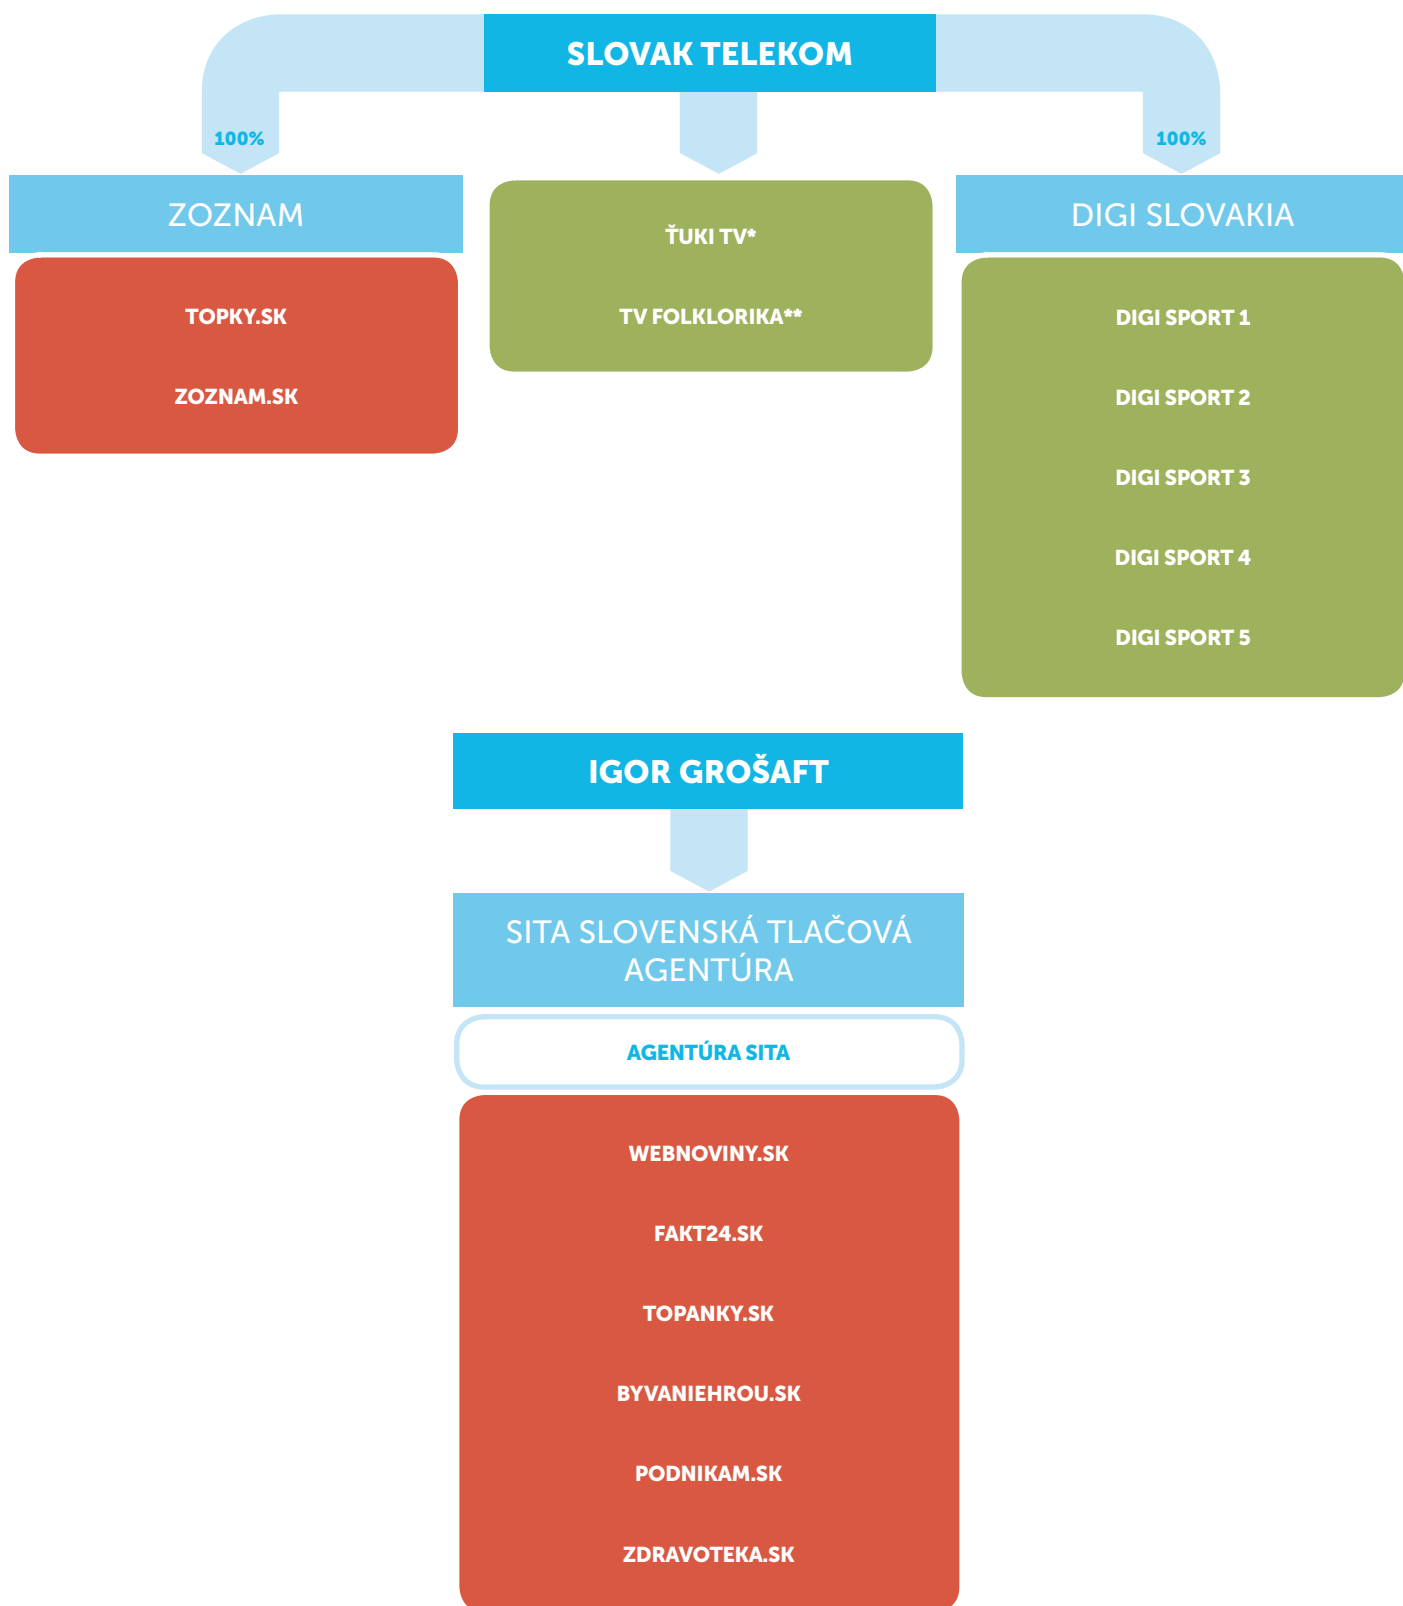 SLOVAK TELEKOM
100%
100%
ZOZNAM
TOPKY.SK
ZOZNAM.SK
ŤUKI TV*
TV FOLKLORIKA**
DIGI SLOVAKIA
DIGI SPORT 1
DIGI SPORT 2
DIGI SPORT 3
DIGI SPORT 4
DIGI SPORT 5
IGOR GROŠAFT
SITA SLOVENSKÁ TLAČOVÁ
AGENTÚRA
AGENTÚRA SITA
WEBNOVINY.SK
FAKT24.SK
TOPANKY.SK
BYVANIEHROU.SK
PODNIKAM.SK
ZDRAVOTEKA.SK